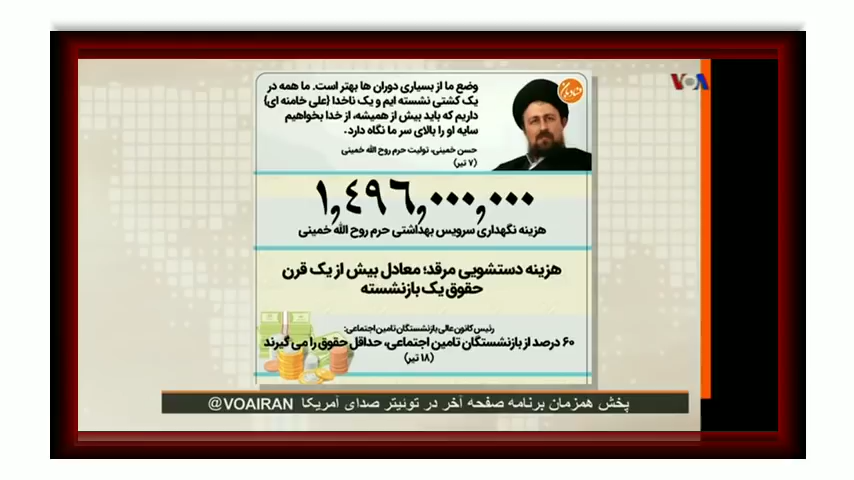 VOA
وضع ما از بسیاری دوران ها بهتر است. ما همه در
یک کشتی نشسته ایم و یک ناخدا (علی خامنه ای)
داریم که باید بیش از همیشه، از خدا بخواهیم
سایه او را بالای سر ما نگاه دارد.
حسن خمینی، تولیت حرم روح الله خمینی
(۷ تیر)
۱,۴۹۶,۰۰۰,۰۰۰
هزینه نگهداری سرویس بهداشتی حرم روح الله خمینی
هزینه دستشویی مرقد؛ معادل بیش از یک قرن
حقوق یک بازنشسته
رئیس کانون عالی بازنشستگان تامین اجتماعی:
۶۰ درصد از بازنشستگان تامین اجتماعی، حداقل حقوق را می گیرند
(۱۸ تیر)
پخش همزمان برنامه صفحه آخر در توئیتر صدای آمریکا @VOAIRAN